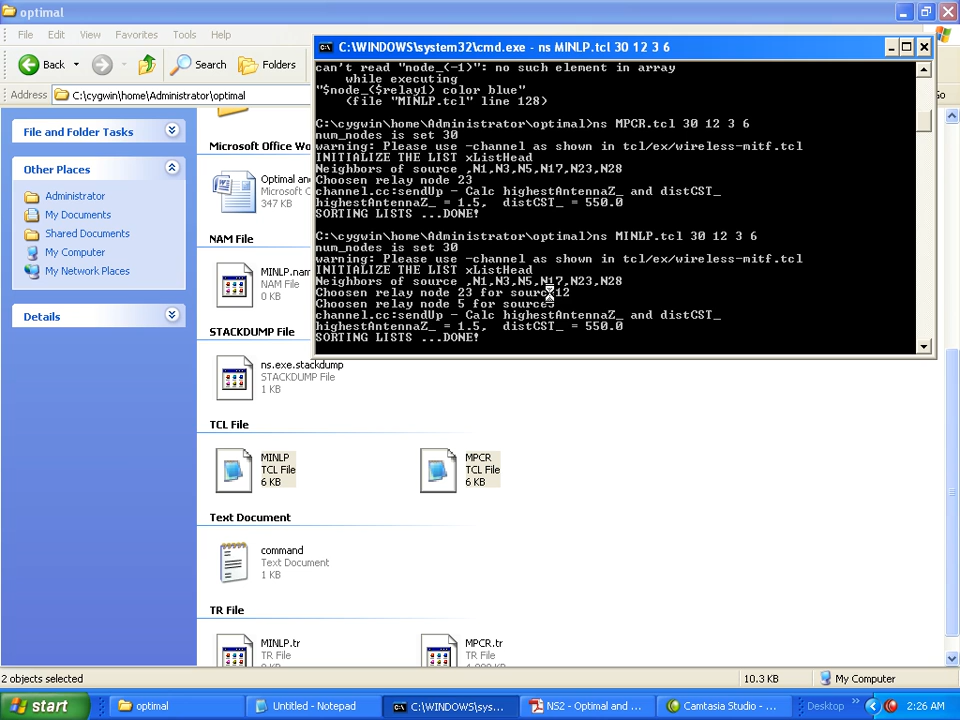 optimal
File Edit View Favorites Tools Help
Back Search Folders
Address C:\cygwin\home\Administrator\optimal Go
File and Folder Tasks
Other Places
Administrator
My Documents
Shared Documents
My Computer
My Network Places
Details
Microsoft Office Wo
Optimal an
Microsoft C
347 KB
NAM File
MINLP.nam
NAM File
0 KB
STACKDUMP File
ns.exe.stackdump
STACKDUMP File
1 KB
TCL File
MINLP
TCL File
6 KB
MPCR
TCL File
6 KB
Text Document
command
Text Document
1 KB
TR File
MINLP.tr
TR File
MPCR.tr
TR File
C:\WINDOWS\system32\cmd.exe - ns MINLP.tcl 30 12 3 6
can't read "node_(-1)": no such element in array
while executing
"$node_($relay1) color blue"
(file "MINLP.tcl" line 128)
C:\cygwin\home\Administrator\optimal>ns MPCR.tcl 30 12 3 6
num_nodes is set 30
warning: Please use -channel as shown in tcl/ex/wireless-mitf.tcl
INITIALIZE THE LIST xListHead
Neighbors of source ,N1,N3,N5,N17,N23,N28
Choosen relay node 23
channel.cc:sendUp - Calc highestAntennaZ_ and distCST_
highestAntennaZ_ = 1.5, distCST_ = 550.0
SORTING LISTS ...DONE!
C:\cygwin\home\Administrator\optimal>ns MINLP.tcl 30 12 3 6
num_nodes is set 30
warning: Please use -channel as shown in tcl/ex/wireless-mitf.tcl
INITIALIZE THE LIST xListHead
Neighbors of source ,N1,N3,N5,N17,N23,N28
Choosen relay node 23 for source12
Choosen relay node 5 for source3
channel.cc:sendUp - Calc highestAntennaZ_ and distCST_
highestAntennaZ_ = 1.5, distCST_ = 550.0
SORTING LISTS ...DONE!
2 objects selected 10.3 KB My Computer
start optimal Untitled - Notepad C:\WINDOWS\sys... NS2 - Optimal and ... Camtasia Studio - ... Desktop 2:26 AM